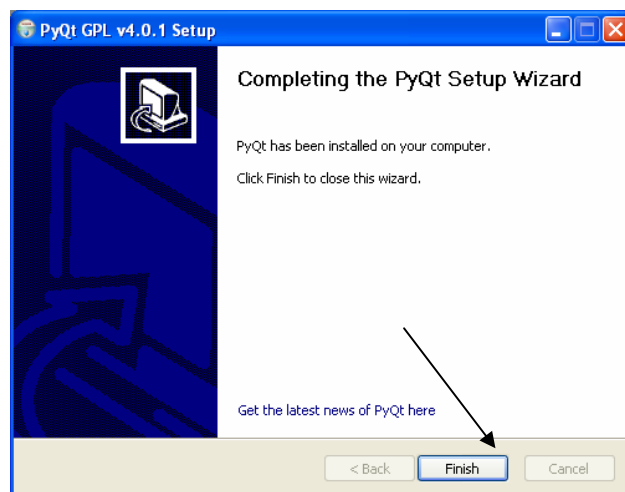 PyQt GPL v4.0.1 Setup
Completing the PyQt Setup Wizard
PyQt has been installed on your computer.
Click Finish to close this wizard.
Get the latest news of PyQt here
< Back Finish Cancel